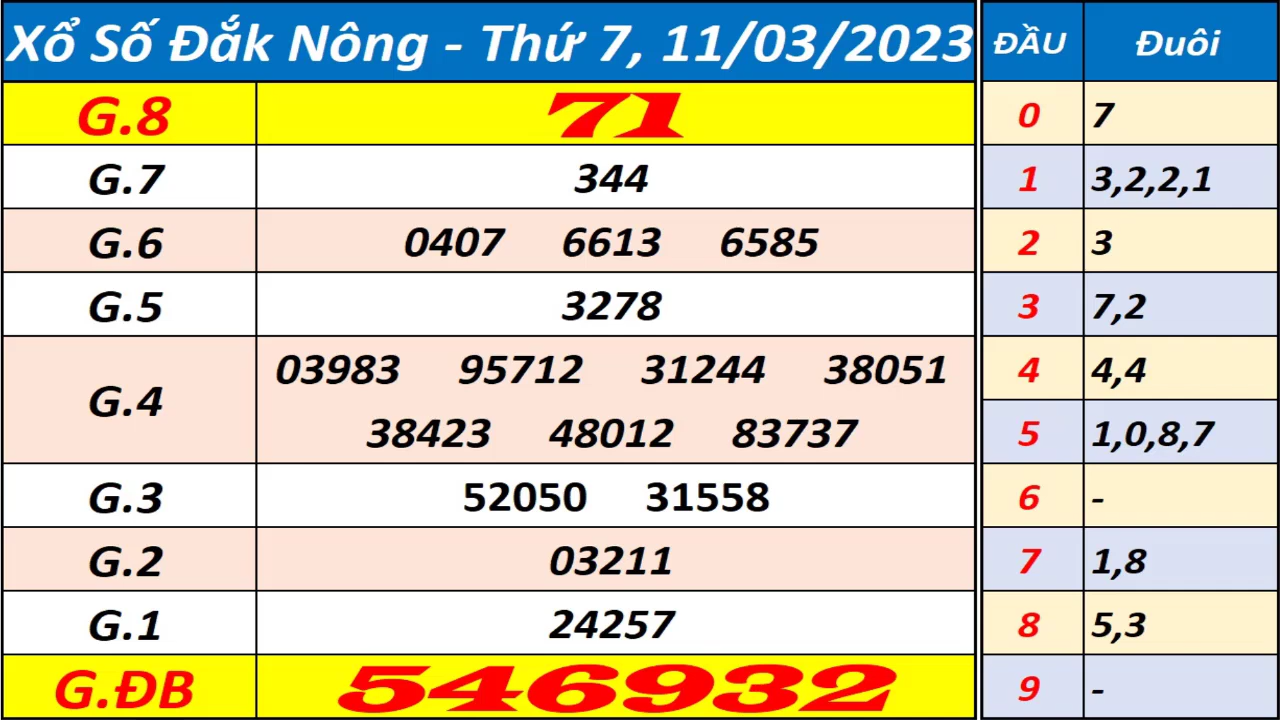 Xổ Số Đắk Nông - Thứ 7, 11/03/2023
G.8 71
G.7 344
G.6 0407 6613 6585
G.5 3278
G.4 03983 95712 31244 38051
38423 48012 83737
G.3 52050 31558
G.2 03211
G.1 24257
G.ĐB 546932
ĐẦU Đuôi
0 7
1 3,2,2,1
2 3
3 7,2
4 4,4
5 1,0,8,7
6 -
7 1,8
8 5,3
9 -